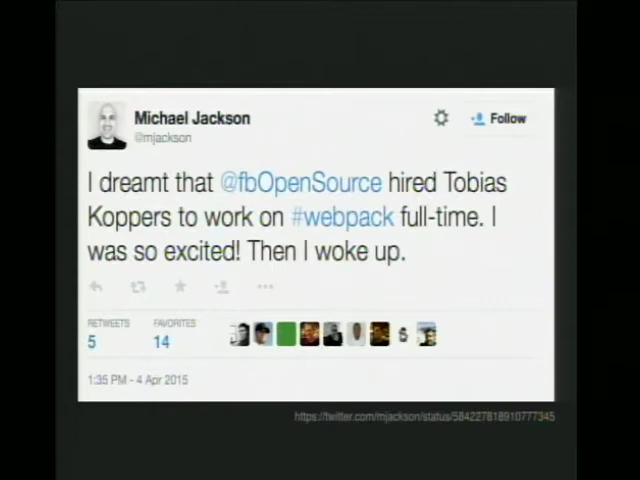 Michael Jackson
@mjackson
Follow
I dreamt that @fbOpenSource hired Tobias
Koppers to work on #webpack full-time. I
was so excited! Then I woke up.
RETWEETS
5
FAVORITES
14
1:35 PM - 4 Apr 2015
https://twitter.com/mjackson/status/584227818910777345